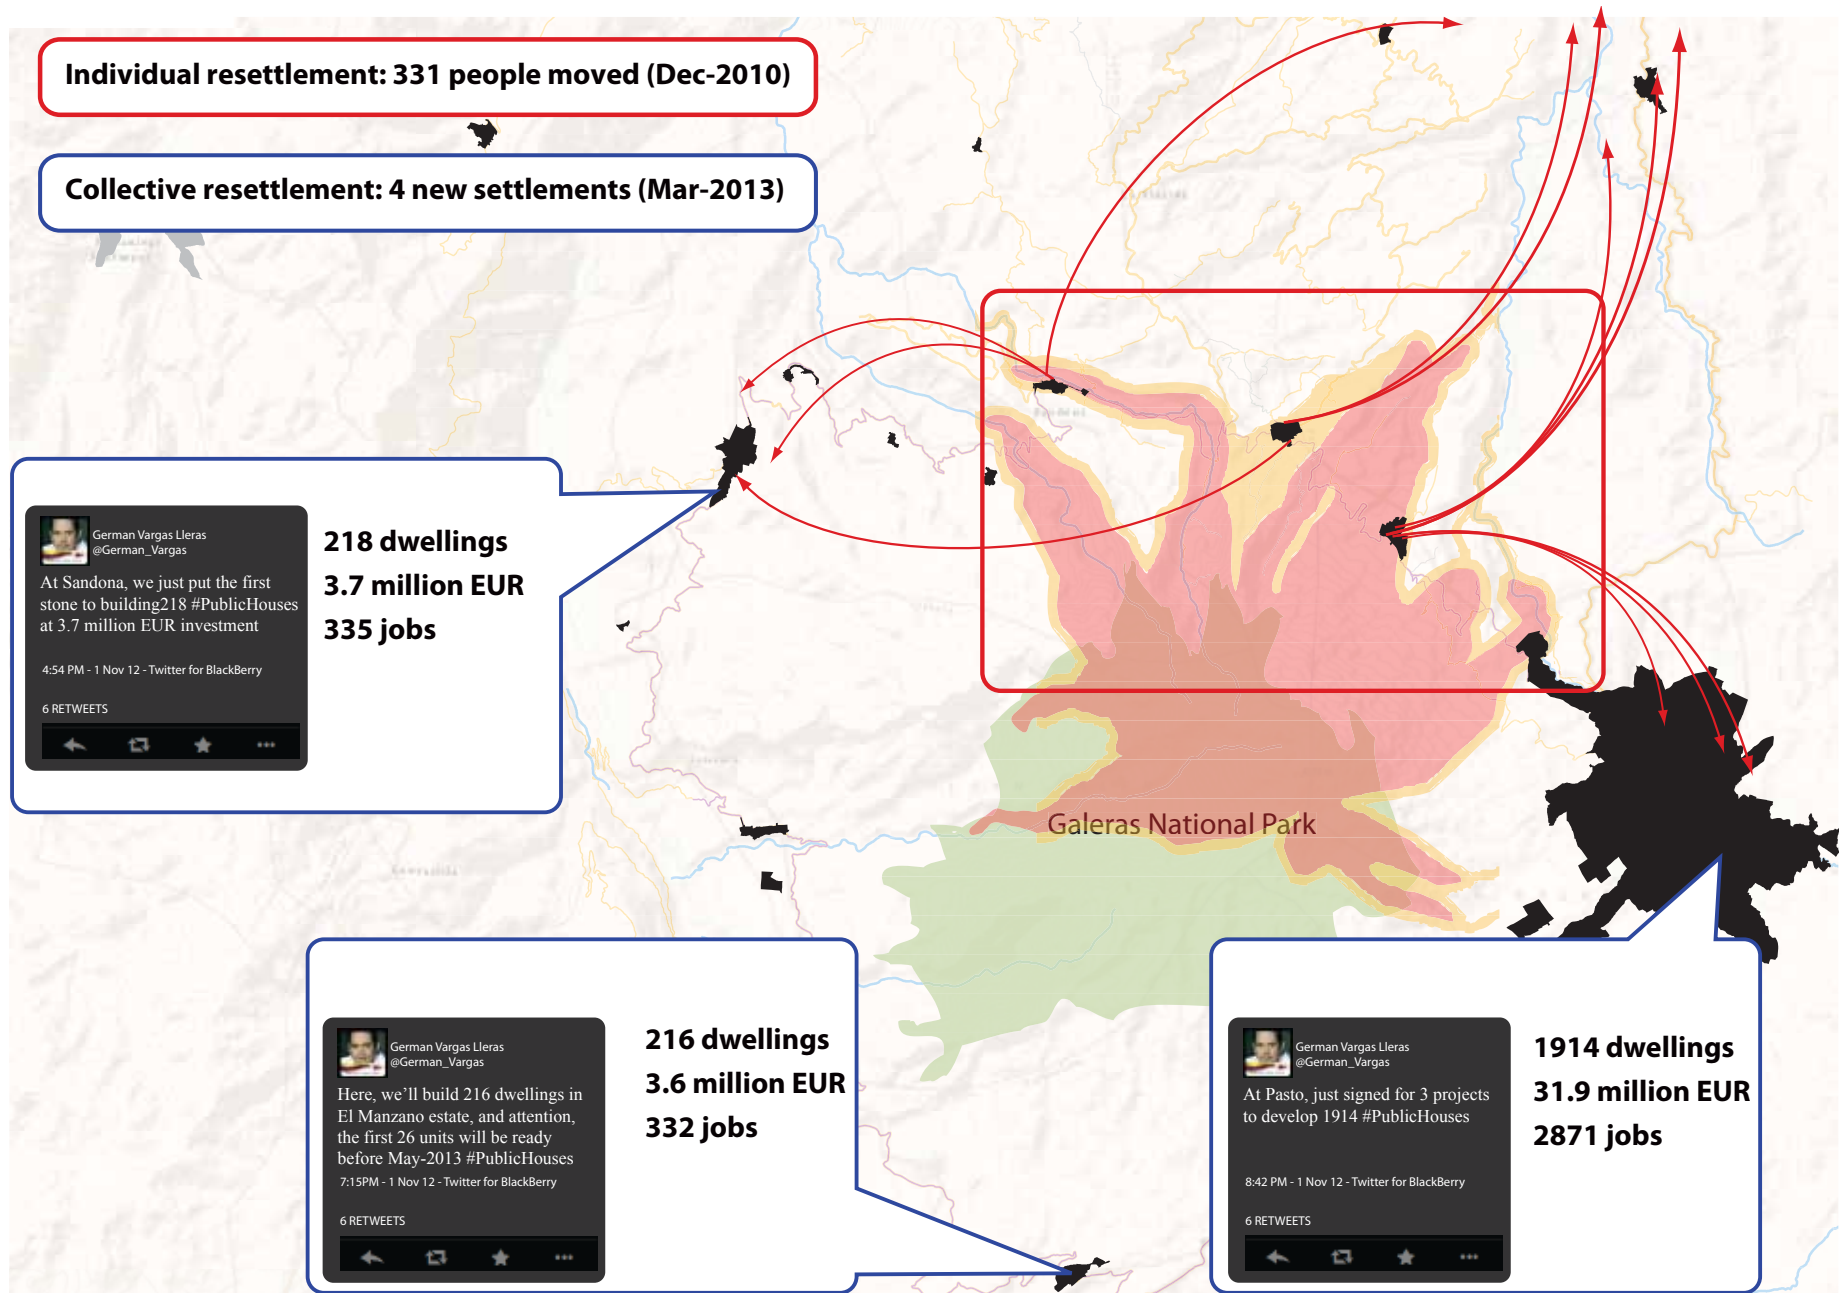 Individual resettlement: 331 people moved (Dec-2010)
Collective resettlement: 4 new settlements (Mar-2013)
German Vargas Lleras
@German_Vargas
At Sandona, we just put the first
stone to building218 #PublicHouses
at 3.7 million EUR investment
4:54 PM - 1 Nov 12 - Twitter for BlackBerry
6 RETWEETS
218 dwellings
3.7 million EUR
335 jobs
Galeras National Park
German Vargas Lleras
@German_Vargas
Here, we'll build 216 dwellings in
El Manzano estate, and attention,
the first 26 units will be ready
before May-2013 #PublicHouses
7:15PM - 1 Nov 12 - Twitter for BlackBerry
6 RETWEETS
216 dwellings
3.6 million EUR
332 jobs
German Vargas Lleras
@German_Vargas
At Pasto, just signed for 3 projects
to develop 1914 #PublicHouses
8:42 PM - 1 Nov 12 - Twitter for BlackBerry
6 RETWEETS
1914 dwellings
31.9 million EUR
2871 jobs